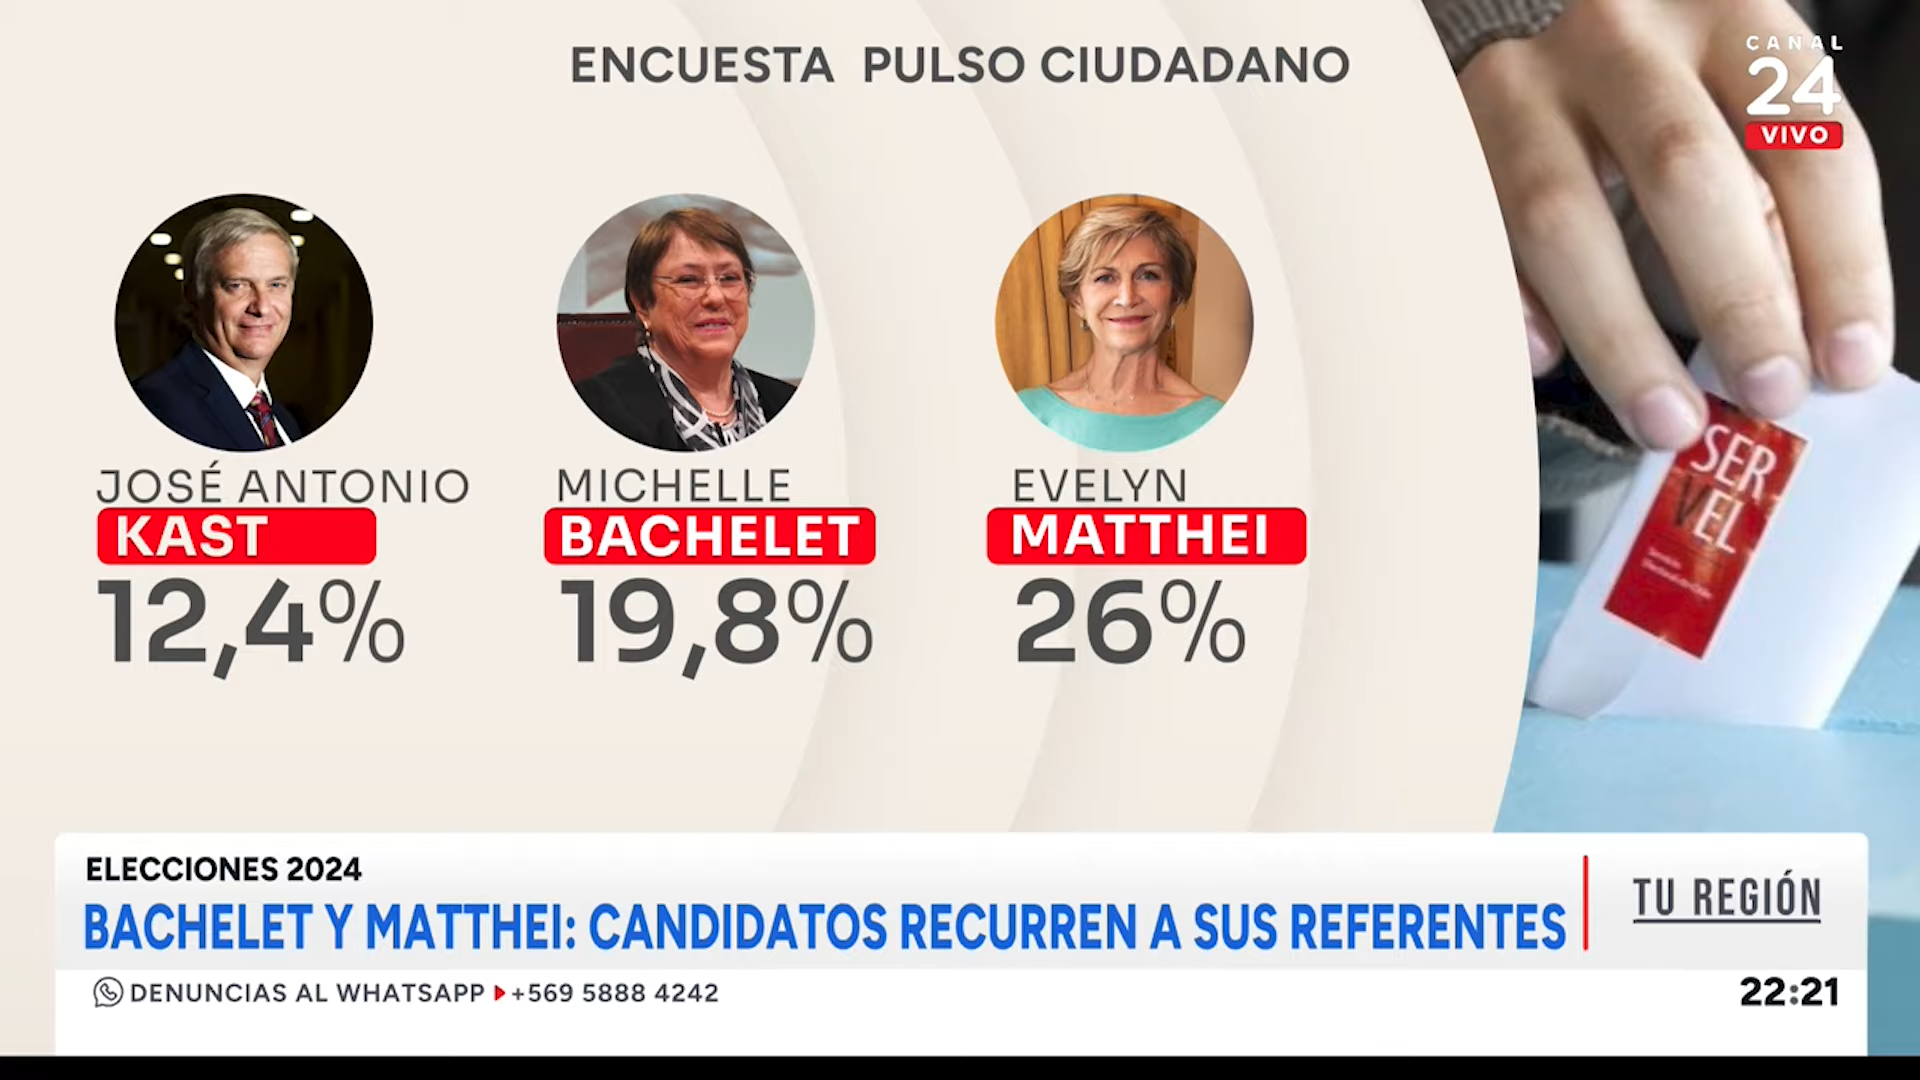 ENCUESTA PULSO CIUDADANO
CANAL
24
VIVO
JOSÉ ANTONIO
KAST
12,4%
MICHELLE
BACHELET
19,8%
EVELYN
MATTHEI
26%
SER
VEL
ELECCIONES 2024
BACHELET Y MATTHEI: CANDIDATOS RECURREN A SUS REFERENTES
TU REGIÓN
DENUNCIAS AL WHATSAPP +569 5888 4242
22:21